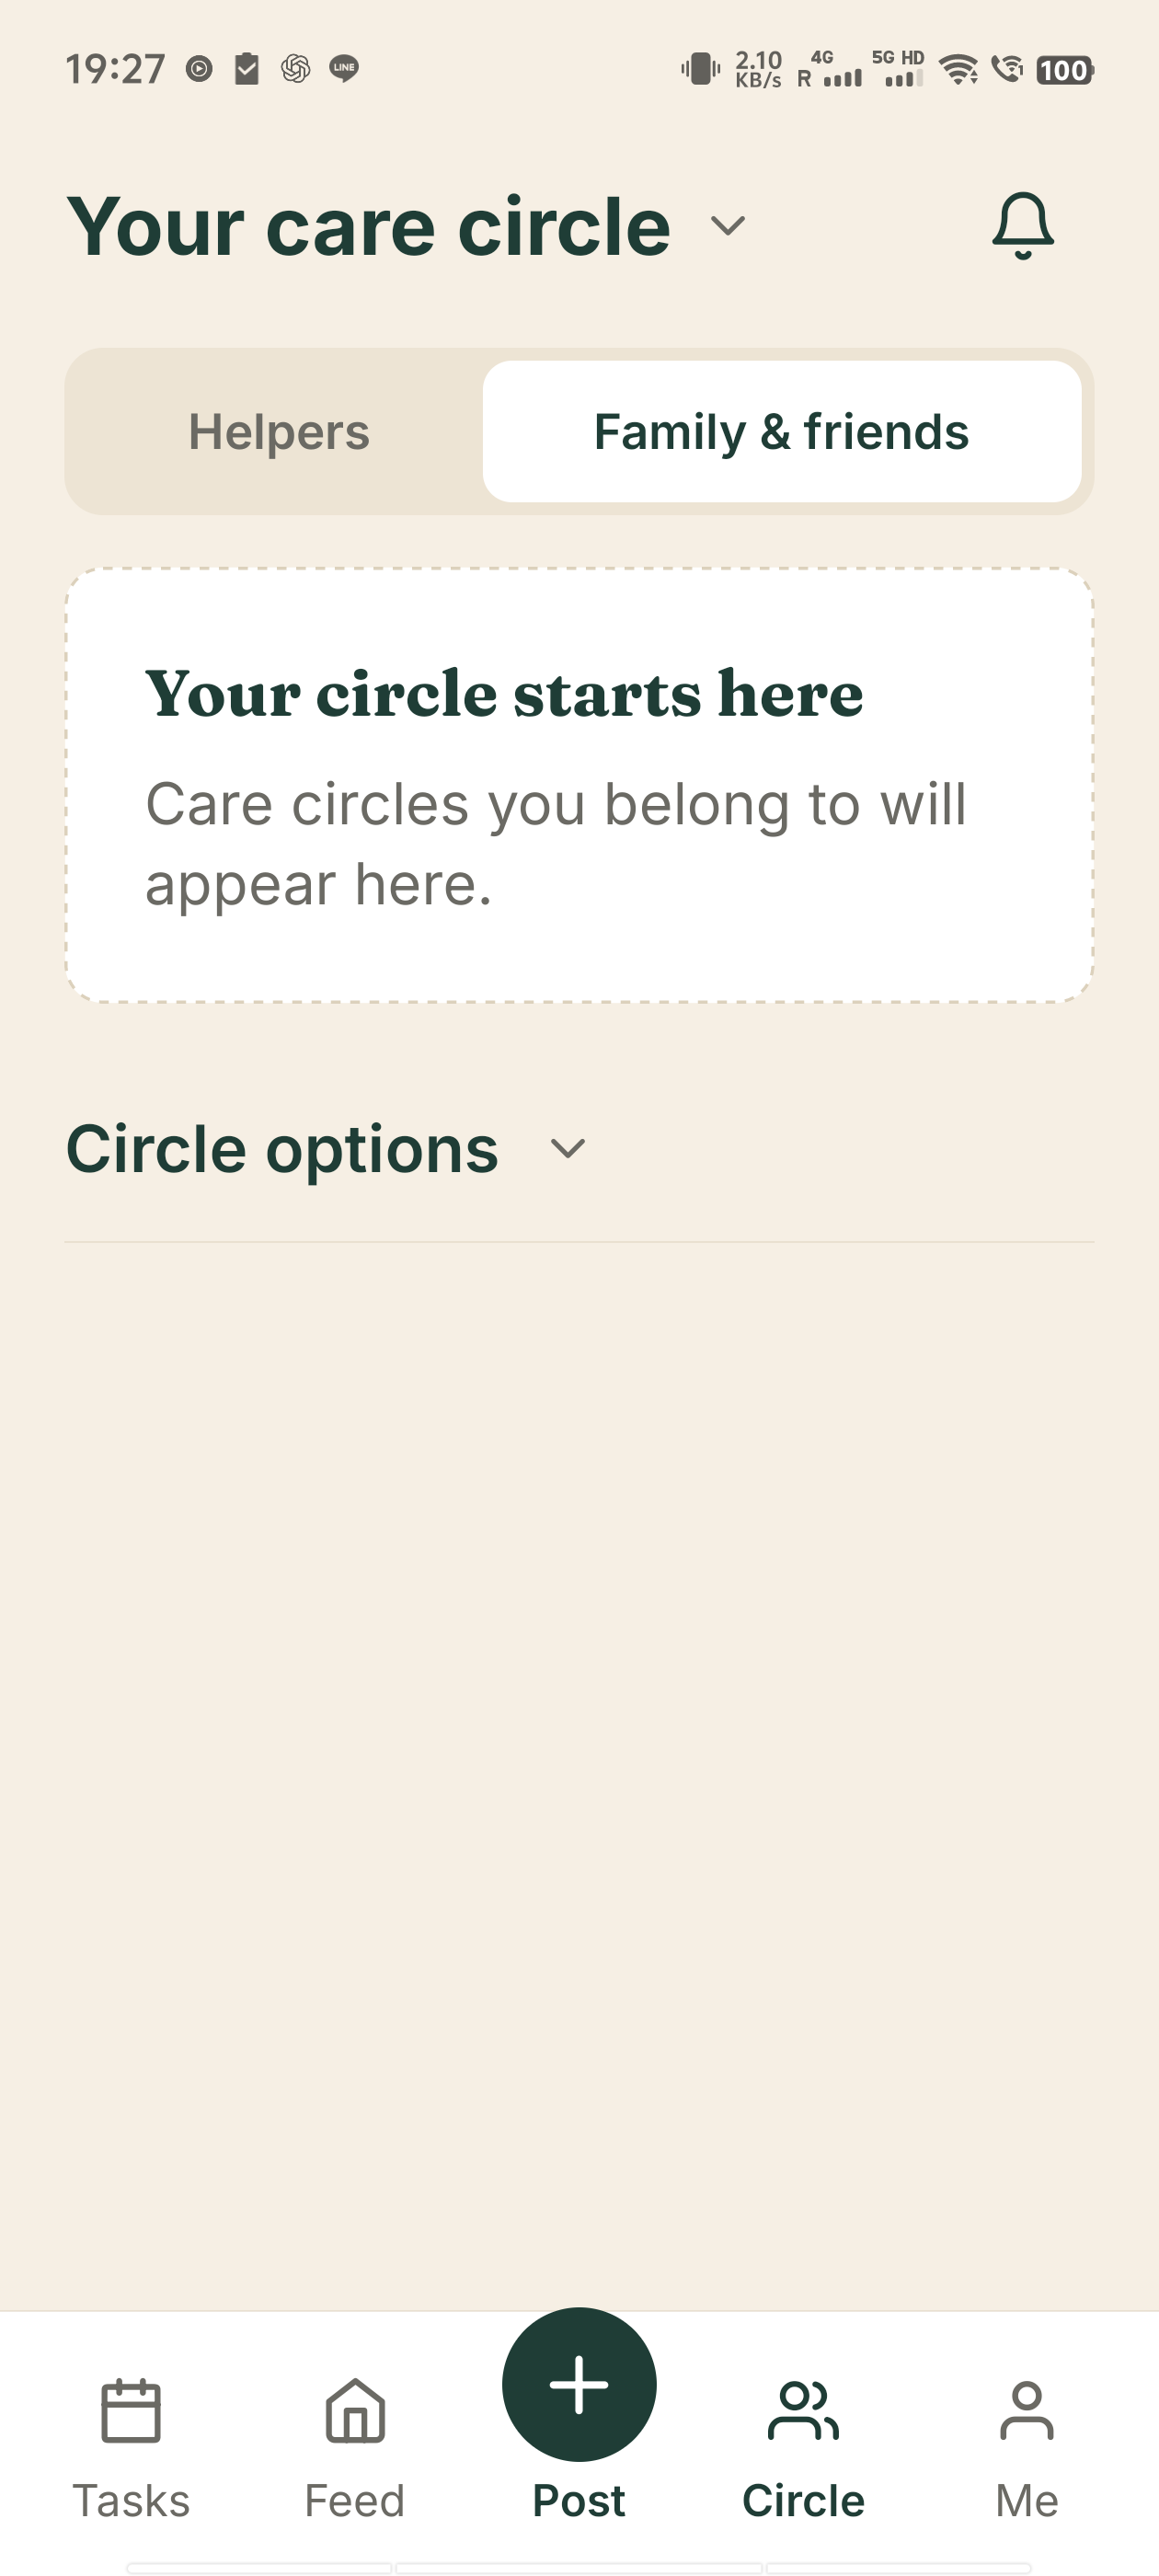 19:27
LINE
2.10
KB/s
R
4G
5G HD
100
Your care circle
Helpers
Family & friends
Your circle starts here
Care circles you belong to will
appear here.
Circle options
Tasks
Feed
Post
Circle
Me